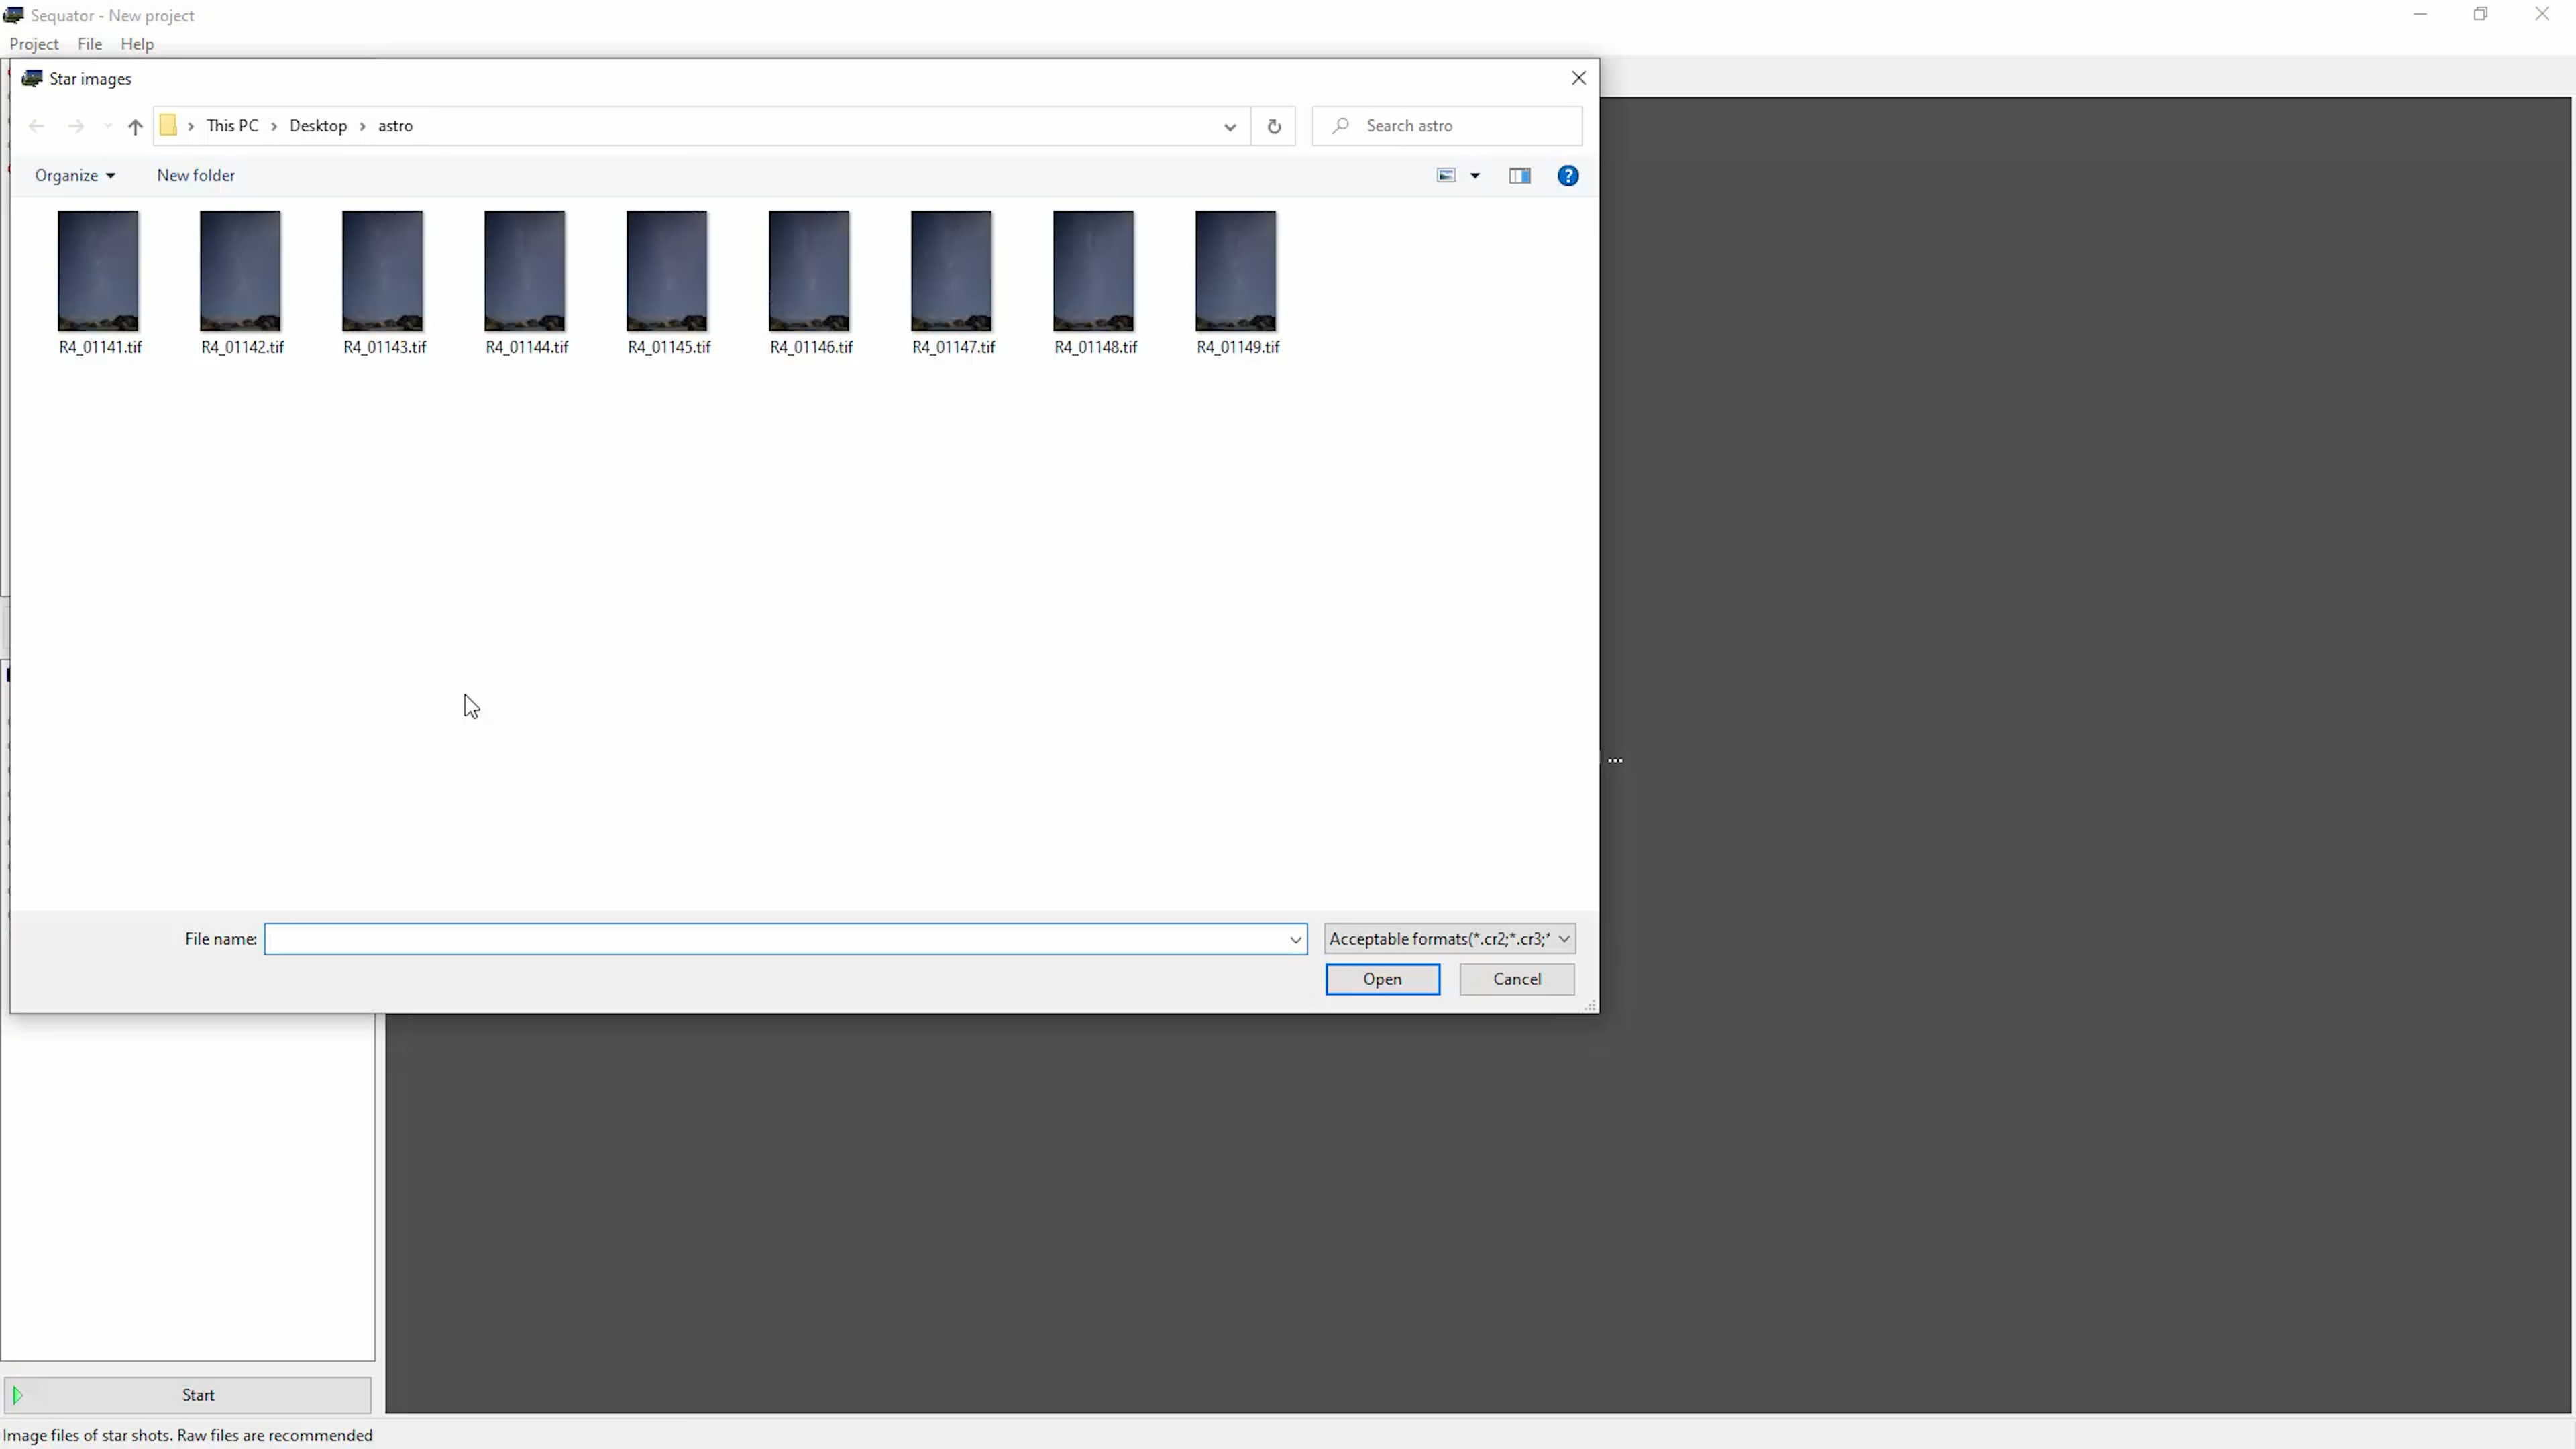 Sequator - New project
Project File Help
Star images
This PC Desktop astro
Search astro
Organize New folder
R4_01141.tif R4_01142.tif R4_01143.tif R4_01144.tif R4_01145.tif R4_01146.tif R4_01147.tif R4_01148.tif R4_01149.tif
File name:
Acceptable formats(*.cr2;*.cr3;*
Open Cancel
Start
Image files of star shots. Raw files are recommended